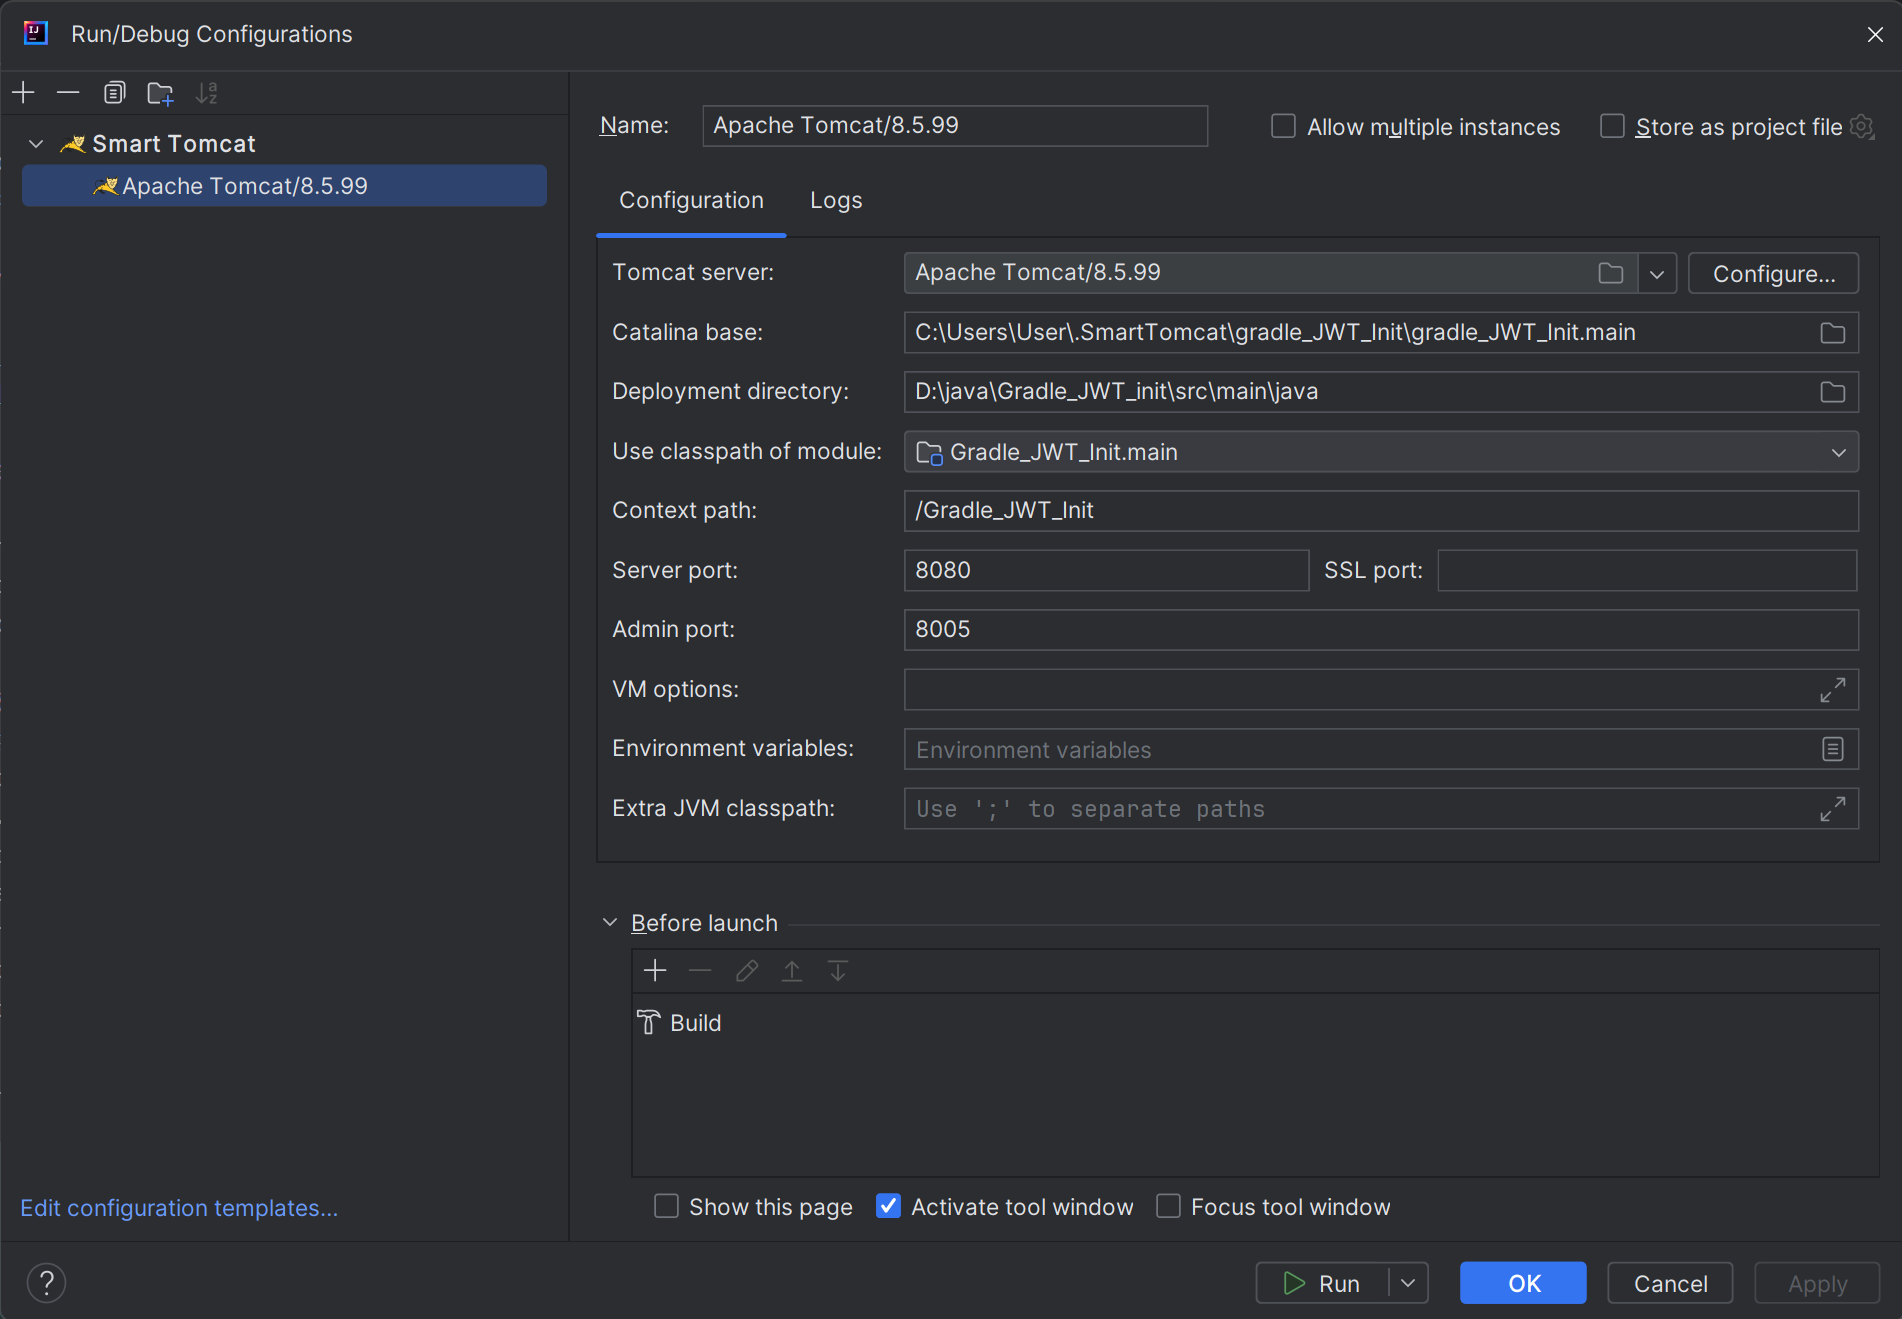 Run/Debug Configurations
Smart Tomcat
Apache Tomcat/8.5.99
Edit configuration templates...
Name: Apache Tomcat/8.5.99 Allow multiple instances Store as project file
Configuration Logs
Tomcat server: Apache Tomcat/8.5.99 Configure...
Catalina base: C:\Users\User\.SmartTomcat\gradle_JWT_Init\gradle_JWT_Init.main
Deployment directory: D:\java\Gradle_JWT_init\src\main\java
Use classpath of module: Gradle_JWT_Init.main
Context path: /Gradle_JWT_Init
Server port: 8080 SSL port:
Admin port: 8005
VM options:
Environment variables: Environment variables
Extra JVM classpath: Use ';' to separate paths
Before launch
Build
Show this page Activate tool window Focus tool window
? Run OK Cancel Apply